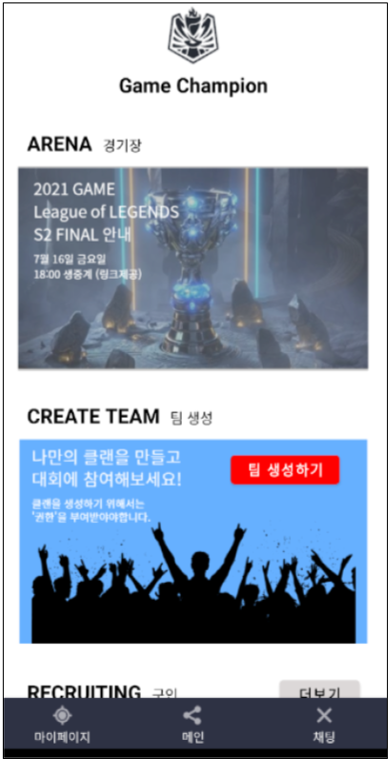 Game Champion
ARENA 경기장
2021 GAME
League of LEGENDS
S2 FINAL 안내
7월 16일 금요일
18:00 생중계 (링크제공)
CREATE TEAM 팀 생성
나만의 클랜을 만들고
대회에 참여해보세요!
팀 생성하기
클랜을 생성하기 위해서는
'권한'을 부여받아야합니다.
RECRUITING 구인
더보기
마이페이지
메인
채팅